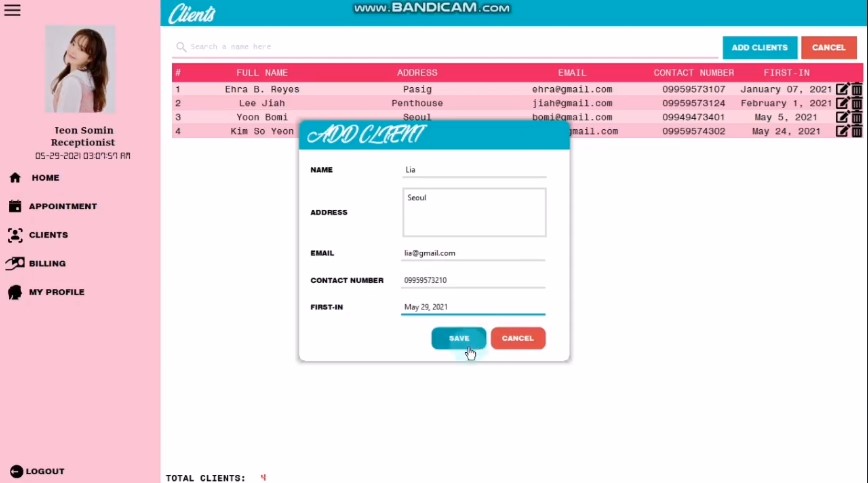 www.BANDICAM.com
Clients
Search a name here
ADD CLIENTS
CANCEL
# FULL NAME ADDRESS EMAIL CONTACT NUMBER FIRST-IN
1 Ehra B. Reyes Pasig ehra@gmail.com 09959573107 January 07, 2021
2 Lee Jiah Penthouse jiah@gmail.com 09959573124 February 1, 2021
3 Yoon Bomi Seoul bomi@gmail.com 09949473401 May 5, 2021
4 Kim So Yeon @gmail.com 09959574302 May 24, 2021
Jeon Somin
Receptionist
05-29-2021 03:07:57 AM
HOME
APPOINTMENT
CLIENTS
BILLING
MY PROFILE
LOGOUT
ADD CLIENT
NAME Lia
ADDRESS Seoul
EMAIL lia@gmail.com
CONTACT NUMBER 09959573210
FIRST-IN May 29, 2021
SAVE
CANCEL
TOTAL CLIENTS: 4